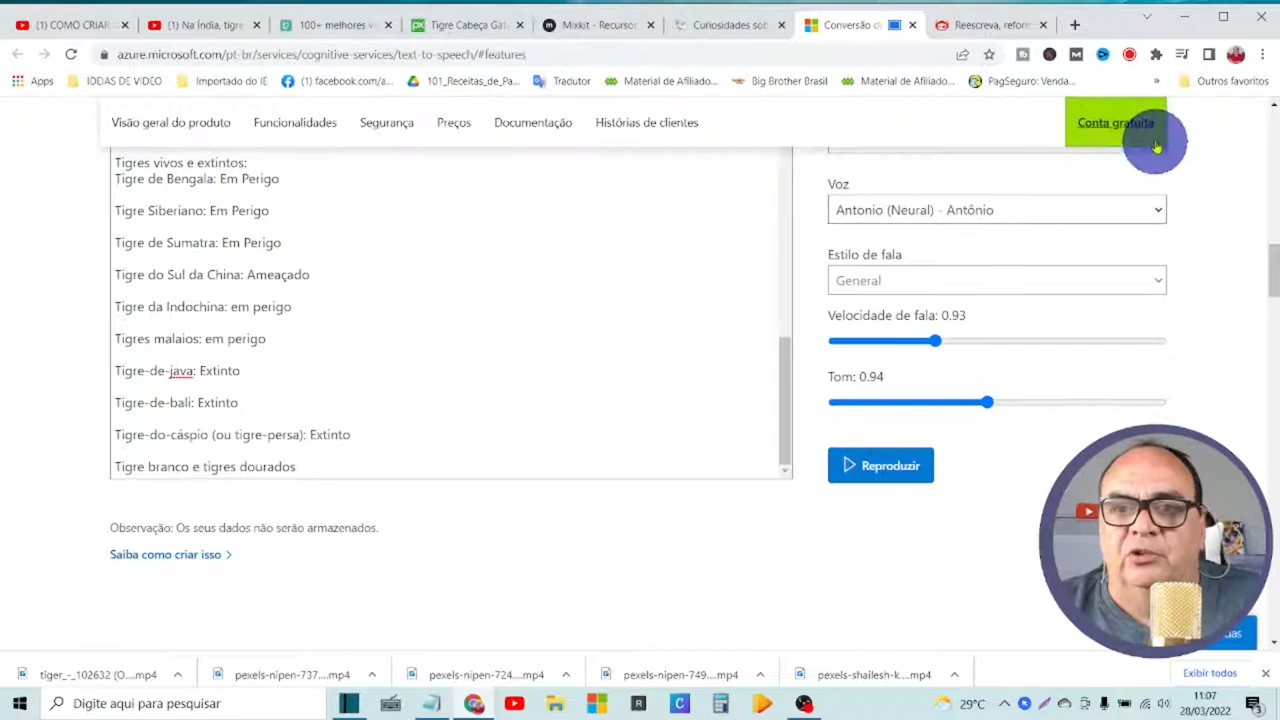 (1) COMO CRIAR
(1) Na Índia, tigre
100+ melhores v
Tigre Cabeça Gat
Mixkit - Recursos
Curiosidades sob
Conversão d
Reescreva, reform
azure.microsoft.com/pt-br/services/cognitive-services/text-to-speech/#features
Apps
IDEIAS DE VIDEO
Importado do IE
(1) facebook.com/a...
101_Receitas_de_Pa...
Tradutor
Material de Afiliado...
Big Brother Brasil
Material de Afiliado...
PagSeguro: Venda...
»
Outros favoritos
Visão geral do produto
Funcionalidades
Segurança
Preços
Documentação
Histórias de clientes
Conta gratuita
Tigres vivos e extintos:
Tigre de Bengala: Em Perigo
Tigre Siberiano: Em Perigo
Tigre de Sumatra: Em Perigo
Tigre do Sul da China: Ameaçado
Tigre da Indochina: em perigo
Tigres malaios: em perigo
Tigre-de-java: Extinto
Tigre-de-bali: Extinto
Tigre-do-cáspio (ou tigre-persa): Extinto
Tigre branco e tigres dourados
Voz
Antonio (Neural) - Antônio
Estilo de fala
General
Velocidade de fala: 0.93
Tom: 0.94
Reproduzir
Observação: Os seus dados não serão armazenados.
Saiba como criar isso >
tiger_-_102632 (O....mp4
pexels-nipen-737....mp4
pexels-nipen-724....mp4
pexels-nipen-749....mp4
pexels-shailesh-k....mp4
Exibir todos
Digite aqui para pesquisar
29°C
11:07
28/03/2022